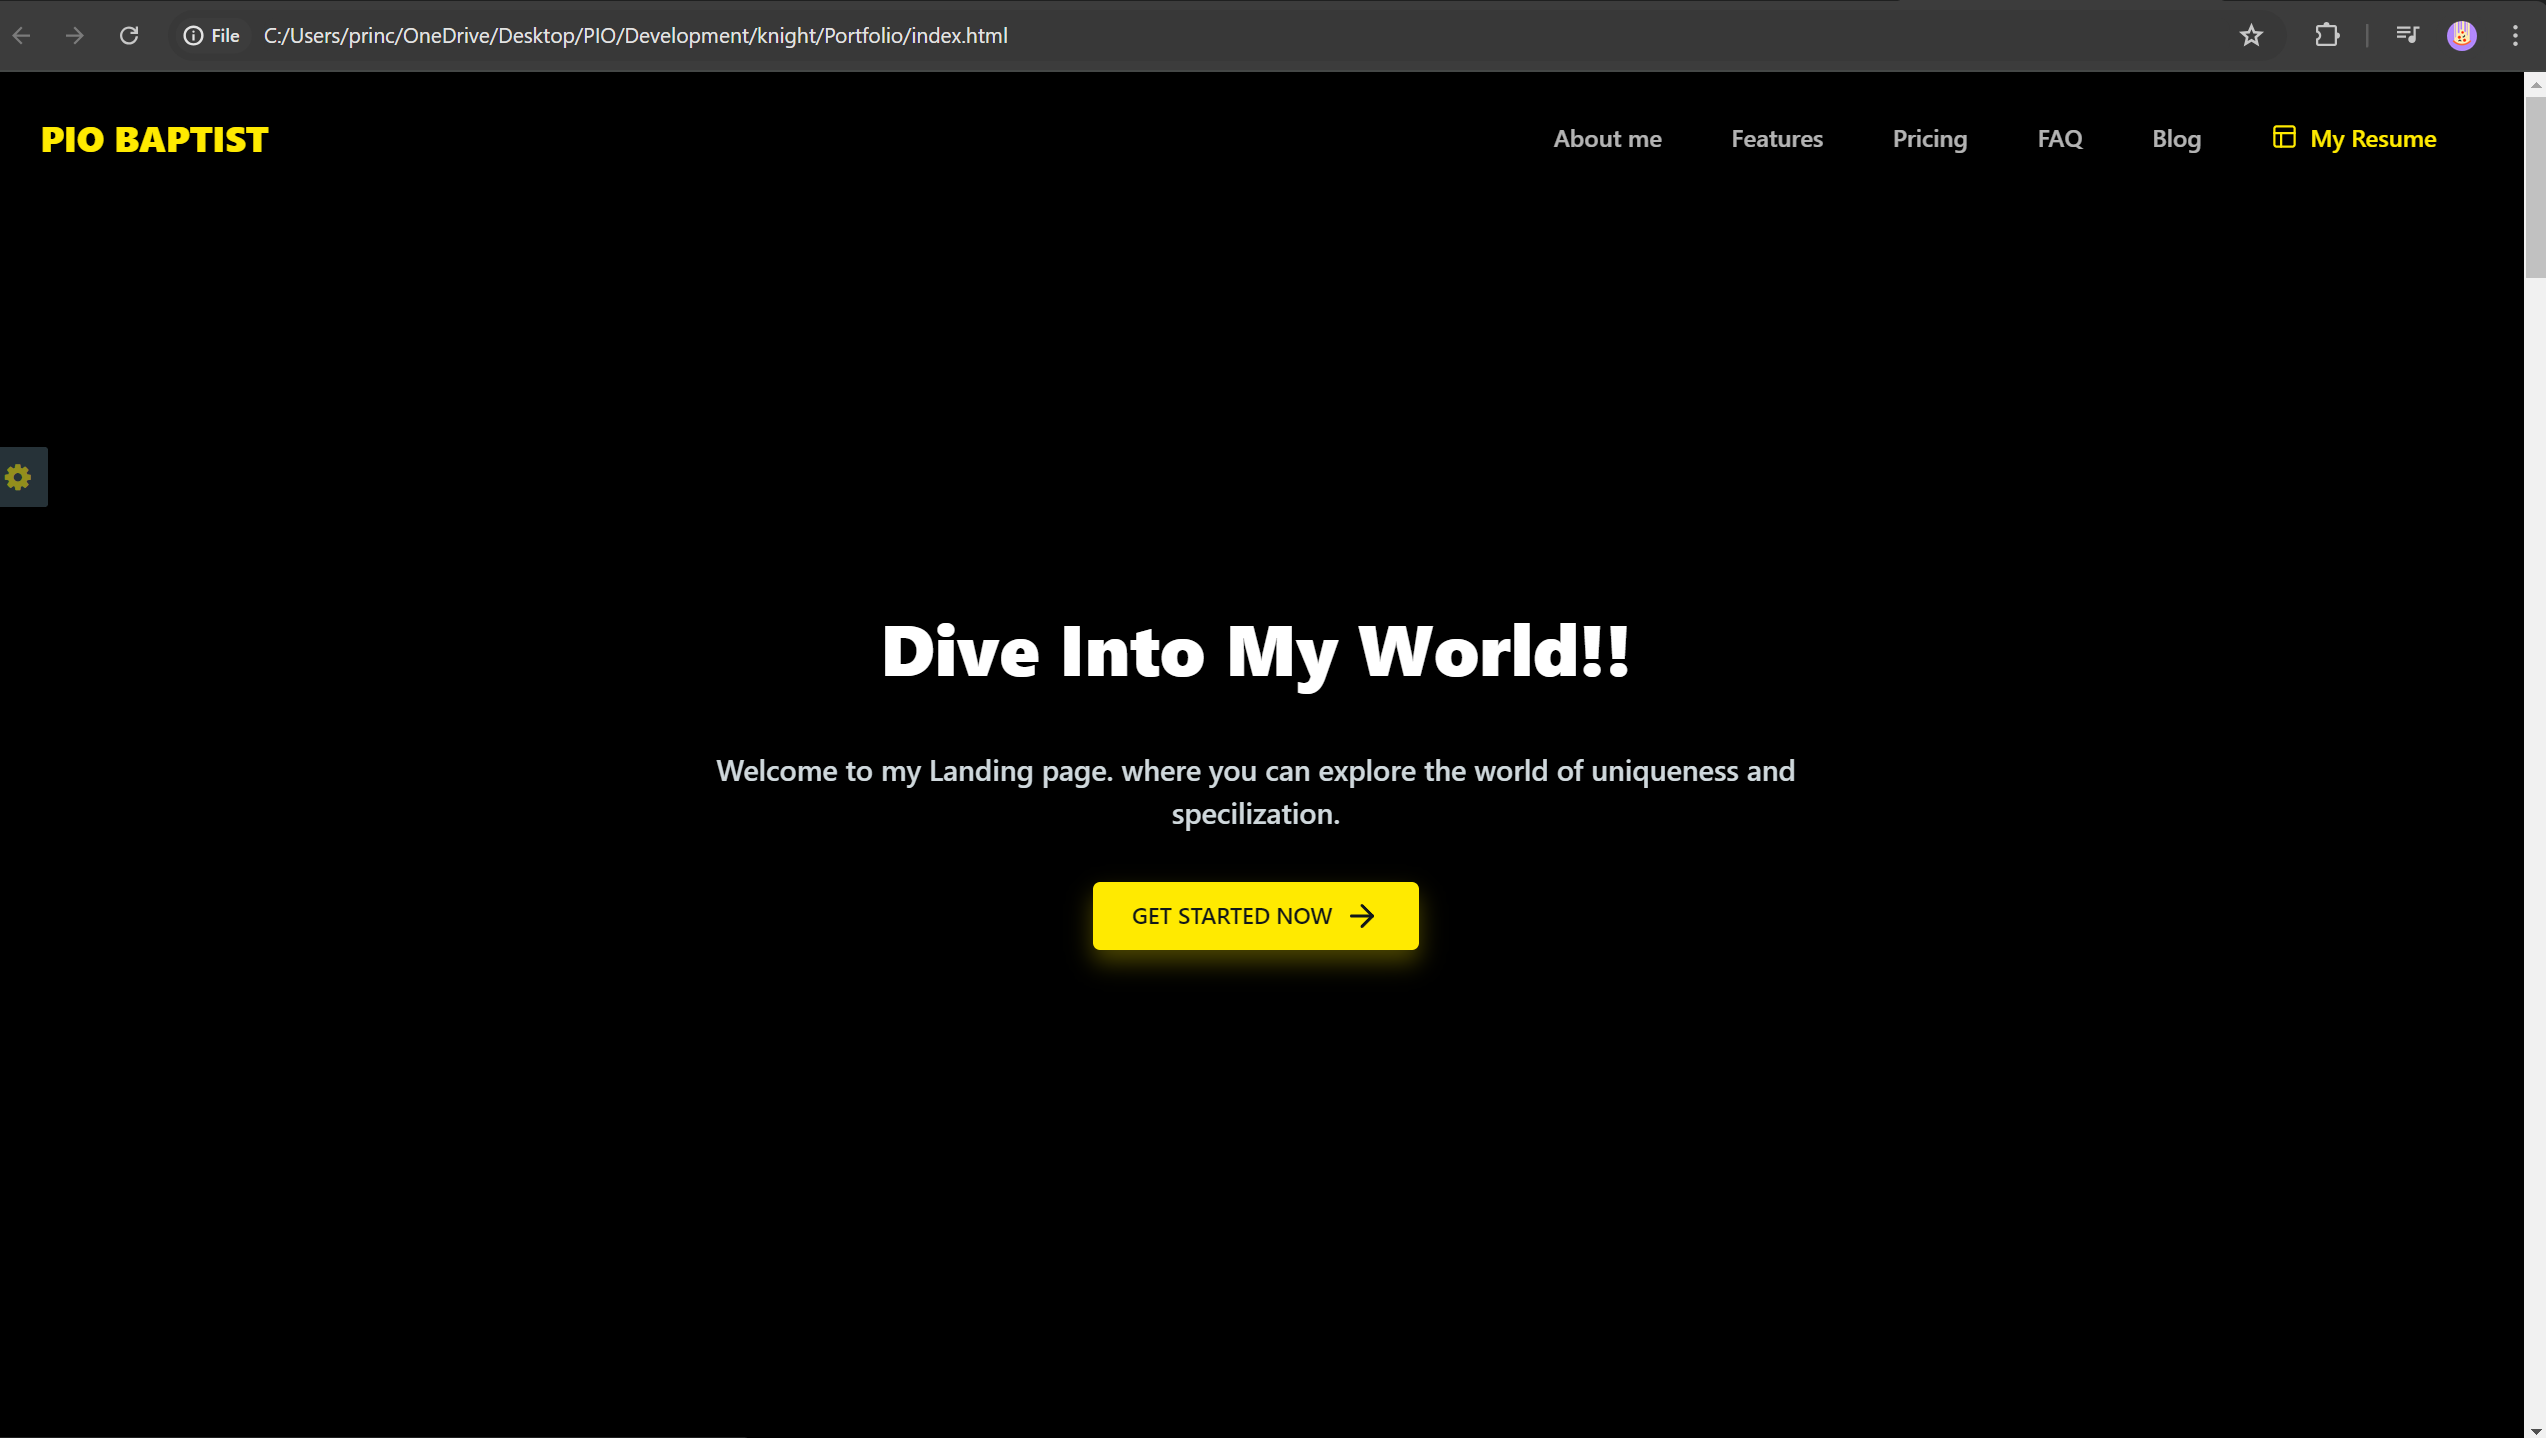 File C:/Users/princ/OneDrive/Desktop/PIO/Development/knight/Portfolio/index.html
PIO BAPTIST About me Features Pricing FAQ Blog My Resume
Dive Into My World!!
Welcome to my Landing page. where you can explore the world of uniqueness and
specilization.
GET STARTED NOW